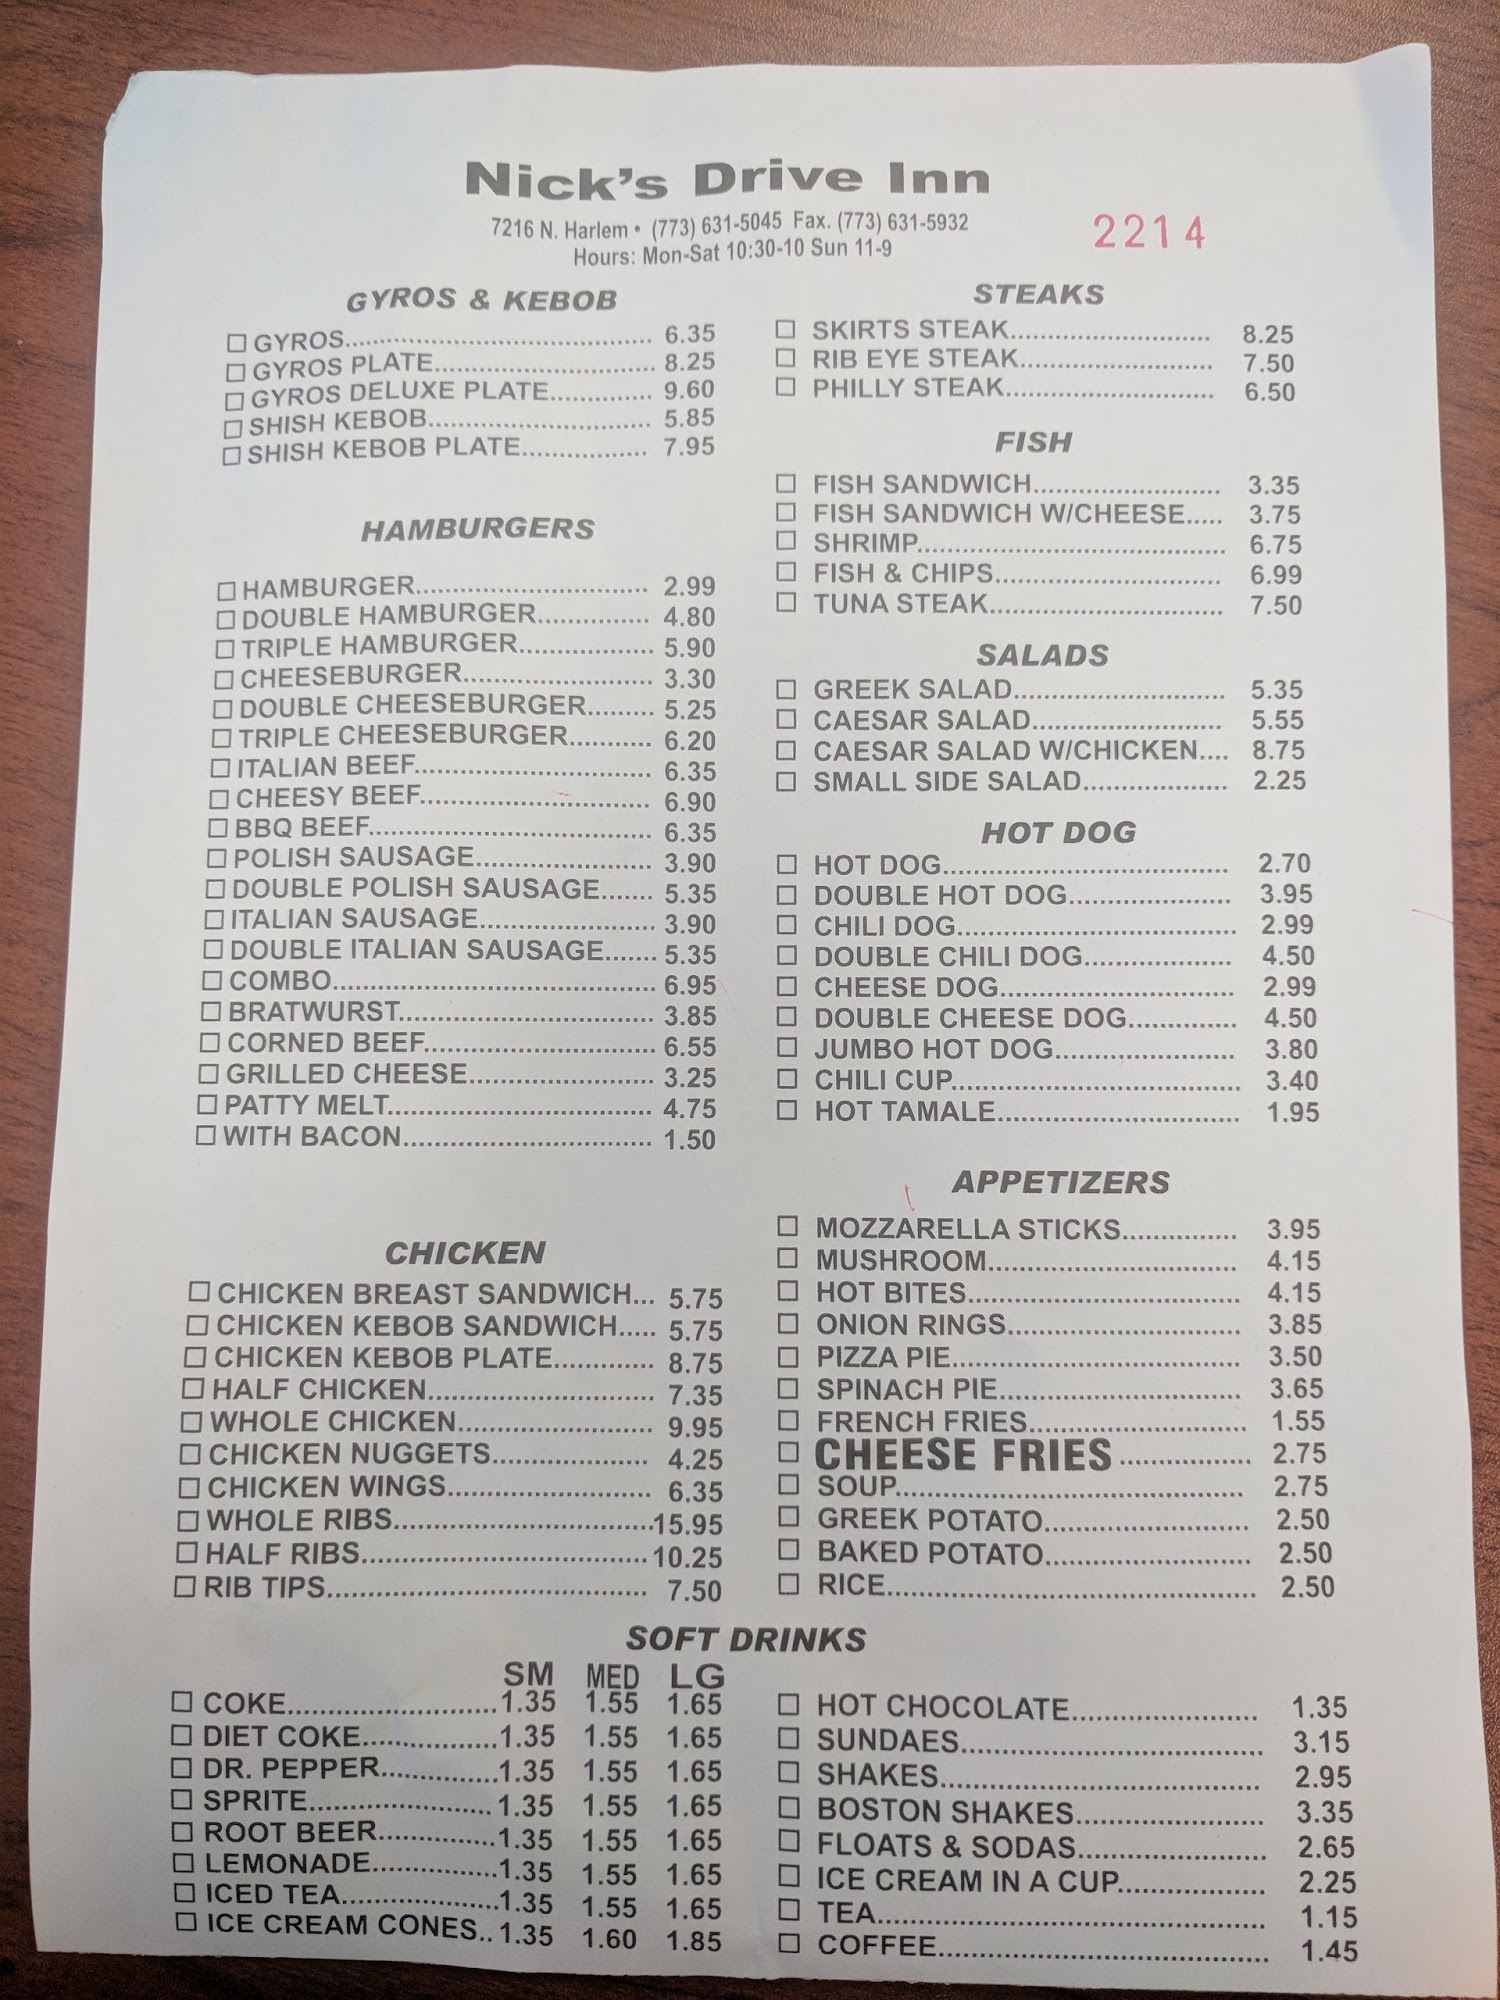 Nick's Drive Inn
7216 N. Harlem • (773) 631-5045 Fax. (773) 631-5932
2214
Hours: Mon-Sat 10:30-10 Sun 11-9
GYROS & KEBOB
GYROS 6.35
GYROS PLATE 8.25
GYROS DELUXE PLATE 9.60
SHISH KEBOB 5.85
SHISH KEBOB PLATE 7.95
HAMBURGERS
HAMBURGER 2.99
DOUBLE HAMBURGER 4.80
TRIPLE HAMBURGER 5.90
CHEESEBURGER 3.30
DOUBLE CHEESEBURGER 5.25
TRIPLE CHEESEBURGER 6.20
ITALIAN BEEF 6.35
CHEESY BEEF 6.90
BBQ BEEF 6.35
POLISH SAUSAGE 3.90
DOUBLE POLISH SAUSAGE 5.35
ITALIAN SAUSAGE 3.90
DOUBLE ITALIAN SAUSAGE 5.35
COMBO 6.95
BRATWURST 3.85
CORNED BEEF 6.55
GRILLED CHEESE 3.25
PATTY MELT 4.75
WITH BACON 1.50
CHICKEN
CHICKEN BREAST SANDWICH 5.75
CHICKEN KEBOB SANDWICH 5.75
CHICKEN KEBOB PLATE 8.75
HALF CHICKEN 7.35
WHOLE CHICKEN 9.95
CHICKEN NUGGETS 4.25
CHICKEN WINGS 6.35
WHOLE RIBS 15.95
HALF RIBS 10.25
RIB TIPS 7.50
STEAKS
SKIRTS STEAK 8.25
RIB EYE STEAK 7.50
PHILLY STEAK 6.50
FISH
FISH SANDWICH 3.35
FISH SANDWICH W/CHEESE 3.75
SHRIMP 6.75
FISH & CHIPS 6.99
TUNA STEAK 7.50
SALADS
GREEK SALAD 5.35
CAESAR SALAD 5.55
CAESAR SALAD W/CHICKEN 8.75
SMALL SIDE SALAD 2.25
HOT DOG
HOT DOG 2.70
DOUBLE HOT DOG 3.95
CHILI DOG 2.99
DOUBLE CHILI DOG 4.50
CHEESE DOG 2.99
DOUBLE CHEESE DOG 4.50
JUMBO HOT DOG 3.80
CHILI CUP 3.40
HOT TAMALE 1.95
APPETIZERS
MOZZARELLA STICKS 3.95
MUSHROOM 4.15
HOT BITES 4.15
ONION RINGS 3.85
PIZZA PIE 3.50
SPINACH PIE 3.65
FRENCH FRIES 1.55
CHEESE FRIES 2.75
SOUP 2.75
GREEK POTATO 2.50
BAKED POTATO 2.50
RICE 2.50
SOFT DRINKS
SM MED LG
COKE 1.35 1.55 1.65
DIET COKE 1.35 1.55 1.65
DR. PEPPER 1.35 1.55 1.65
SPRITE 1.35 1.55 1.65
ROOT BEER 1.35 1.55 1.65
LEMONADE 1.35 1.55 1.65
ICED TEA 1.35 1.55 1.65
ICE CREAM CONES 1.35 1.60 1.85
HOT CHOCOLATE 1.35
SUNDAES 3.15
SHAKES 2.95
BOSTON SHAKES 3.35
FLOATS & SODAS 2.65
ICE CREAM IN A CUP 2.25
TEA 1.15
COFFEE 1.45